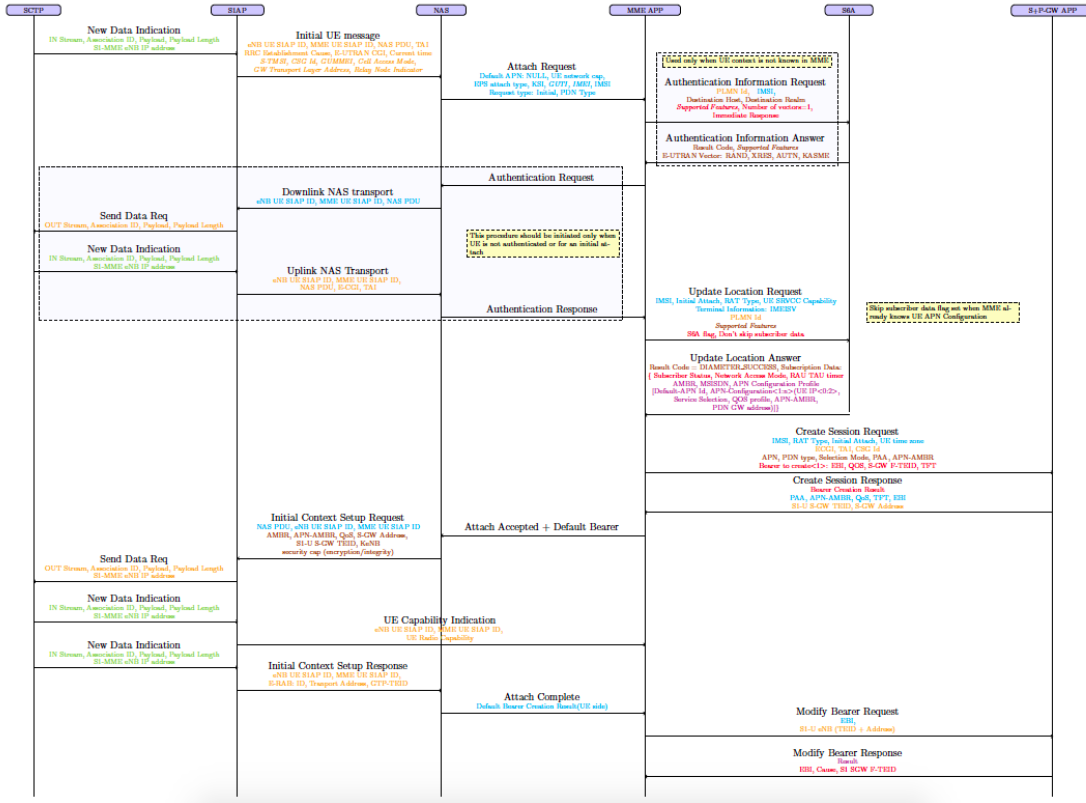 SCTP
S1AP
NAS
MME APP
S6A
S+P-GW APP
New Data Indication
IN Stream, Association ID, Payload, Payload Length
S1-MME eNB IP address
Initial UE message
eNB UE S1AP ID, MME UE S1AP ID, NAS PDU, TAI
RRC Establishment Cause, E-UTRAN CGI, Current time
S-TMSI, CSG Id, GUMMEI, Cell Access Mode,
GW Transport Layer Address, Relay Node Indicator
Attach Request
Default APN: NULL, UE network cap,
EPS attach type, KSI, GUTI, IMEI, IMSI
Request type: Initial, PDN Type
Used only when UE context is not known in MME
Authentication Information Request
PLMN Id, IMSI,
Destination Host, Destination Realm
Supported Features, Number of vectors=1,
Immediate Response
Authentication Information Answer
Result Code, Supported Features
E-UTRAN Vector: RAND, XRES, AUTN, KASME
Authentication Request
Downlink NAS transport
eNB UE S1AP ID, MME UE S1AP ID, NAS PDU
Send Data Req
OUT Stream, Association ID, Payload, Payload Length
This procedure should be initiated only when
UE is not authenticated or for an initial at-
tach
New Data Indication
IN Stream, Association ID, Payload, Payload Length
S1-MME eNB IP address
Uplink NAS Transport
eNB UE S1AP ID, MME UE S1AP ID,
NAS PDU, E-CGI, TAI
Authentication Response
Update Location Request
IMSI, Initial Attach, RAT Type, UE SRVCC Capability
Terminal Information: IMEISV
PLMN Id
Supported Features
S6A flag, Don't skip subscriber data
Skip subscriber data flag set when MME al-
ready knows UE APN Configuration
Update Location Answer
Result Code = DIAMETER_SUCCESS, Subscription Data:
{ Subscriber Status, Network Access Mode, RAU TAU timer
AMBR, MSISDN, APN Configuration Profile
[Default-APN Id, APN-Configuration<1:n>(UE IP<0/2>,
Service Selection, QOS profile, APN-AMBR,
PDN GW address)]}
Create Session Request
IMSI, RAT Type, Initial Attach, UE time zone
ECGI, TAI, CSG Id
APN, PDN type, Selection Mode, PAA, APN-AMBR
Bearer to create<1>: EBI, QOS, S-GW F-TEID, TFT
Create Session Response
Bearer Creation Result
PAA, APN-AMBR, QoS, TFT, EBI
S1-U S-GW TEID, S-GW Address
Attach Accepted + Default Bearer
Initial Context Setup Request
NAS PDU, eNB UE S1AP ID, MME UE S1AP ID
AMBR, APN-AMBR, QoS, S-GW Address,
S1-U S-GW TEID, KeNB
security cap (encryption/integrity)
Send Data Req
OUT Stream, Association ID, Payload, Payload Length
S1-MME eNB IP address
New Data Indication
IN Stream, Association ID, Payload, Payload Length
S1-MME eNB IP address
UE Capability Indication
eNB UE S1AP ID, MME UE S1AP ID,
UE Radio Capability
New Data Indication
IN Stream, Association ID, Payload, Payload Length
S1-MME eNB IP address
Initial Context Setup Response
eNB UE S1AP ID, MME UE S1AP ID,
E-RAB: ID, Tranport Address, GTP-TEID
Attach Complete
Default Bearer Creation Result(UE side)
Modify Bearer Request
EBI,
S1-U eNB (TEID + Address)
Modify Bearer Response
Result
EBI, Cause, S1 SGW F-TEID